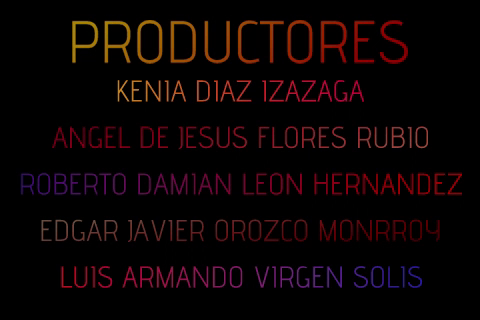 PRODUCTORES
KENIA DIAZ IZAZAGA
ANGEL DE JESUS FLORES RUBIO
ROBERTO DAMIAN LEON HERNANDEZ
EDGAR JAVIER OROZCO MONRROY
LUIS ARMANDO VIRGEN SOLIS